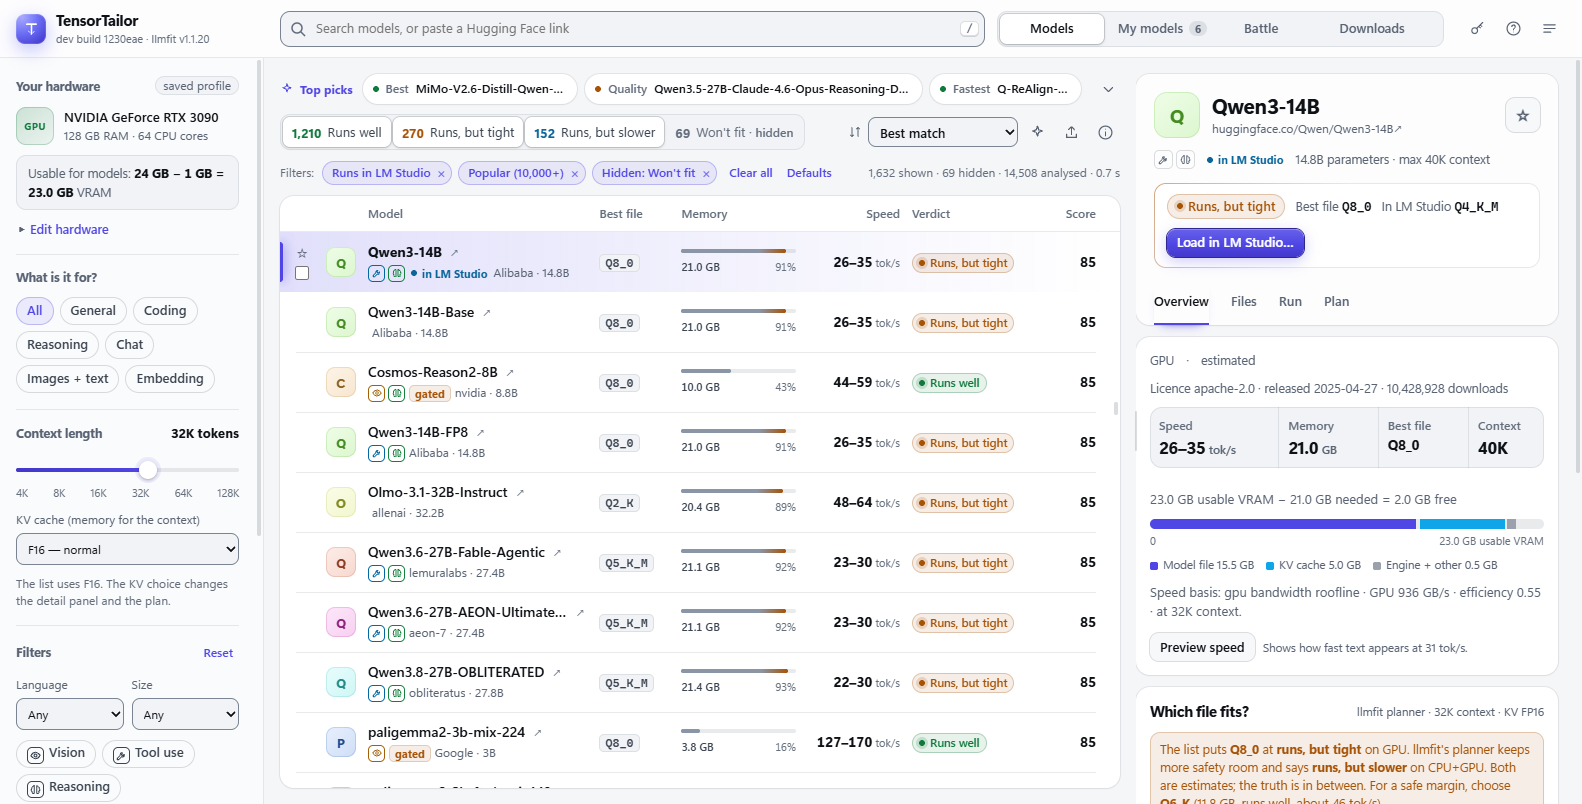 TensorTailor
dev build 1230eae · llmfit v1.1.20
Search models, or paste a Hugging Face link
/
Models
My models 6
Battle
Downloads
Your hardware
saved profile
GPU
NVIDIA GeForce RTX 3090
128 GB RAM · 64 CPU cores
Usable for models: 24 GB − 1 GB =
23.0 GB VRAM
Edit hardware
What is it for?
All
General
Coding
Reasoning
Chat
Images + text
Embedding
Context length
32K tokens
4K 8K 16K 32K 64K 128K
KV cache (memory for the context)
F16 — normal
The list uses F16. The KV choice changes
the detail panel and the plan.
Filters
Reset
Language
Size
Any
Any
Vision
Tool use
Reasoning
Top picks
Best MiMo-V2.6-Distill-Qwen-...
Quality Qwen3.5-27B-Claude-4.6-Opus-Reasoning-D...
Fastest Q-ReAlign-...
1,210 Runs well
270 Runs, but tight
152 Runs, but slower
69 Won't fit · hidden
Best match
Filters:
Runs in LM Studio ×
Popular (10,000+) ×
Hidden: Won't fit ×
Clear all
Defaults
1,632 shown · 69 hidden · 14,508 analysed · 0.7 s
Model Best file Memory Speed Verdict Score
Q
Qwen3-14B ↗
in LM Studio Alibaba · 14.8B
Q8_0
21.0 GB 91%
26–35 tok/s
Runs, but tight
85
Q
Qwen3-14B-Base ↗
Alibaba · 14.8B
Q8_0
21.0 GB 91%
26–35 tok/s
Runs, but tight
85
C
Cosmos-Reason2-8B ↗
gated nvidia · 8.8B
Q8_0
10.0 GB 43%
44–59 tok/s
Runs well
85
Q
Qwen3-14B-FP8 ↗
Alibaba · 14.8B
Q8_0
21.0 GB 91%
26–35 tok/s
Runs, but tight
85
O
Olmo-3.1-32B-Instruct ↗
allenai · 32.2B
Q2_K
20.4 GB 89%
48–64 tok/s
Runs, but tight
85
Q
Qwen3.6-27B-Fable-Agentic ↗
lemuralabs · 27.4B
Q5_K_M
21.1 GB 92%
23–30 tok/s
Runs, but tight
85
Q
Qwen3.6-27B-AEON-Ultimate... ↗
aeon-7 · 27.4B
Q5_K_M
21.1 GB 92%
23–30 tok/s
Runs, but tight
85
Q
Qwen3.8-27B-OBLITERATED ↗
obliteratus · 27.8B
Q5_K_M
21.4 GB 93%
22–30 tok/s
Runs, but tight
85
P
paligemma2-3b-mix-224 ↗
gated Google · 3B
Q8_0
3.8 GB 16%
127–170 tok/s
Runs well
85
Q
Qwen3-14B
huggingface.co/Qwen/Qwen3-14B↗
in LM Studio 14.8B parameters · max 40K context
Runs, but tight Best file Q8_0 In LM Studio Q4_K_M
Load in LM Studio...
Overview Files Run Plan
GPU · estimated
Licence apache-2.0 · released 2025-04-27 · 10,428,928 downloads
Speed Memory Best file Context
26–35 tok/s 21.0 GB Q8_0 40K
23.0 GB usable VRAM − 21.0 GB needed = 2.0 GB free
0 23.0 GB usable VRAM
Model file 15.5 GB KV cache 5.0 GB Engine + other 0.5 GB
Speed basis: gpu bandwidth roofline · GPU 936 GB/s · efficiency 0.55
· at 32K context.
Preview speed Shows how fast text appears at 31 tok/s.
Which file fits? llmfit planner · 32K context · KV FP16
The list puts Q8_0 at runs, but tight on GPU. llmfit's planner keeps
more safety room and says runs, but slower on CPU+GPU. Both
are estimates; the truth is in between. For a safe margin, choose
Q6_K (11.8 GB, runs well, about 46 tok/s).